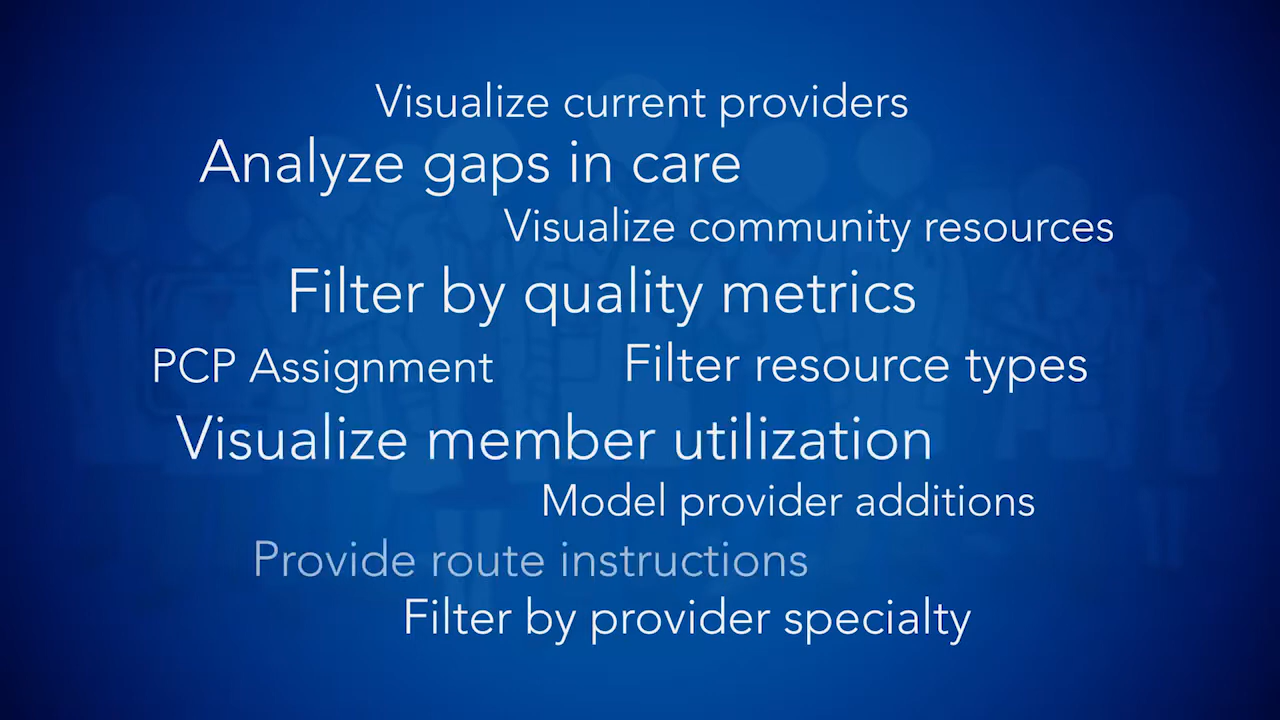 Visualize current providers
Analyze gaps in care
Visualize community resources
Filter by quality metrics
PCP Assignment
Filter resource types
Visualize member utilization
Model provider additions
Provide route instructions
Filter by provider specialty